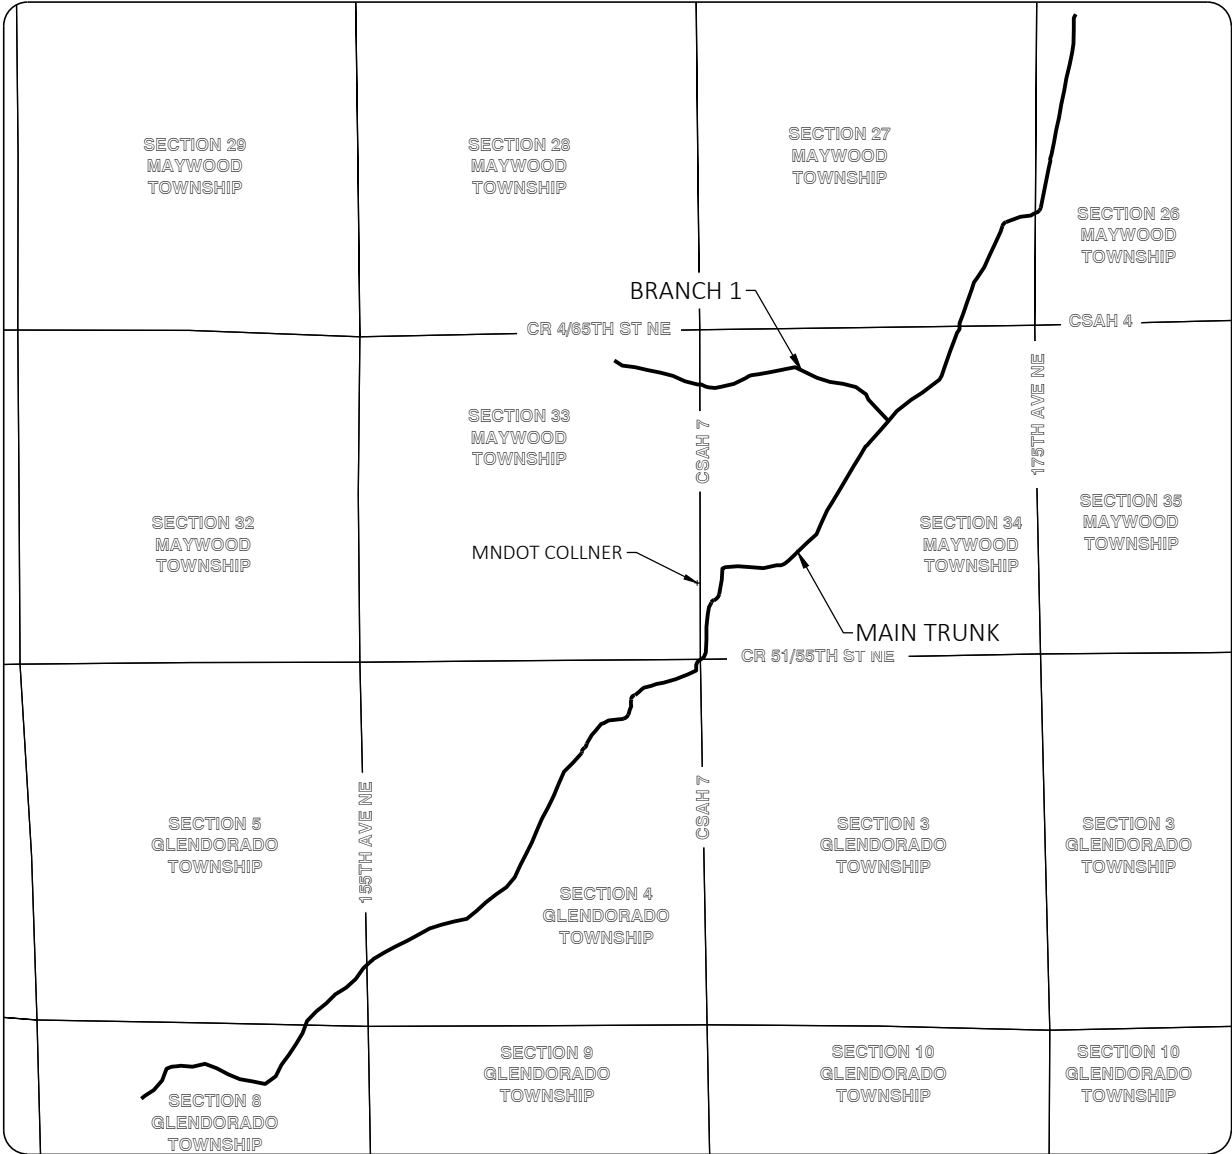 SECTION 29
MAYWOOD
TOWNSHIP
SECTION 28
MAYWOOD
TOWNSHIP
SECTION 27
MAYWOOD
TOWNSHIP
SECTION 26
MAYWOOD
TOWNSHIP
BRANCH 1
CR 4/65TH ST NE
CSAH 4
SECTION 33
MAYWOOD
TOWNSHIP
CSAH 7
175TH AVE NE
SECTION 32
MAYWOOD
TOWNSHIP
MNDOT COLLNER
SECTION 34
MAYWOOD
TOWNSHIP
SECTION 35
MAYWOOD
TOWNSHIP
MAIN TRUNK
CR 51/55TH ST NE
SECTION 5
GLENDORADO
TOWNSHIP
155TH AVE NE
CSAH 7
SECTION 3
GLENDORADO
TOWNSHIP
SECTION 3
GLENDORADO
TOWNSHIP
SECTION 4
GLENDORADO
TOWNSHIP
SECTION 8
GLENDORADO
TOWNSHIP
SECTION 9
GLENDORADO
TOWNSHIP
SECTION 10
GLENDORADO
TOWNSHIP
SECTION 10
GLENDORADO
TOWNSHIP